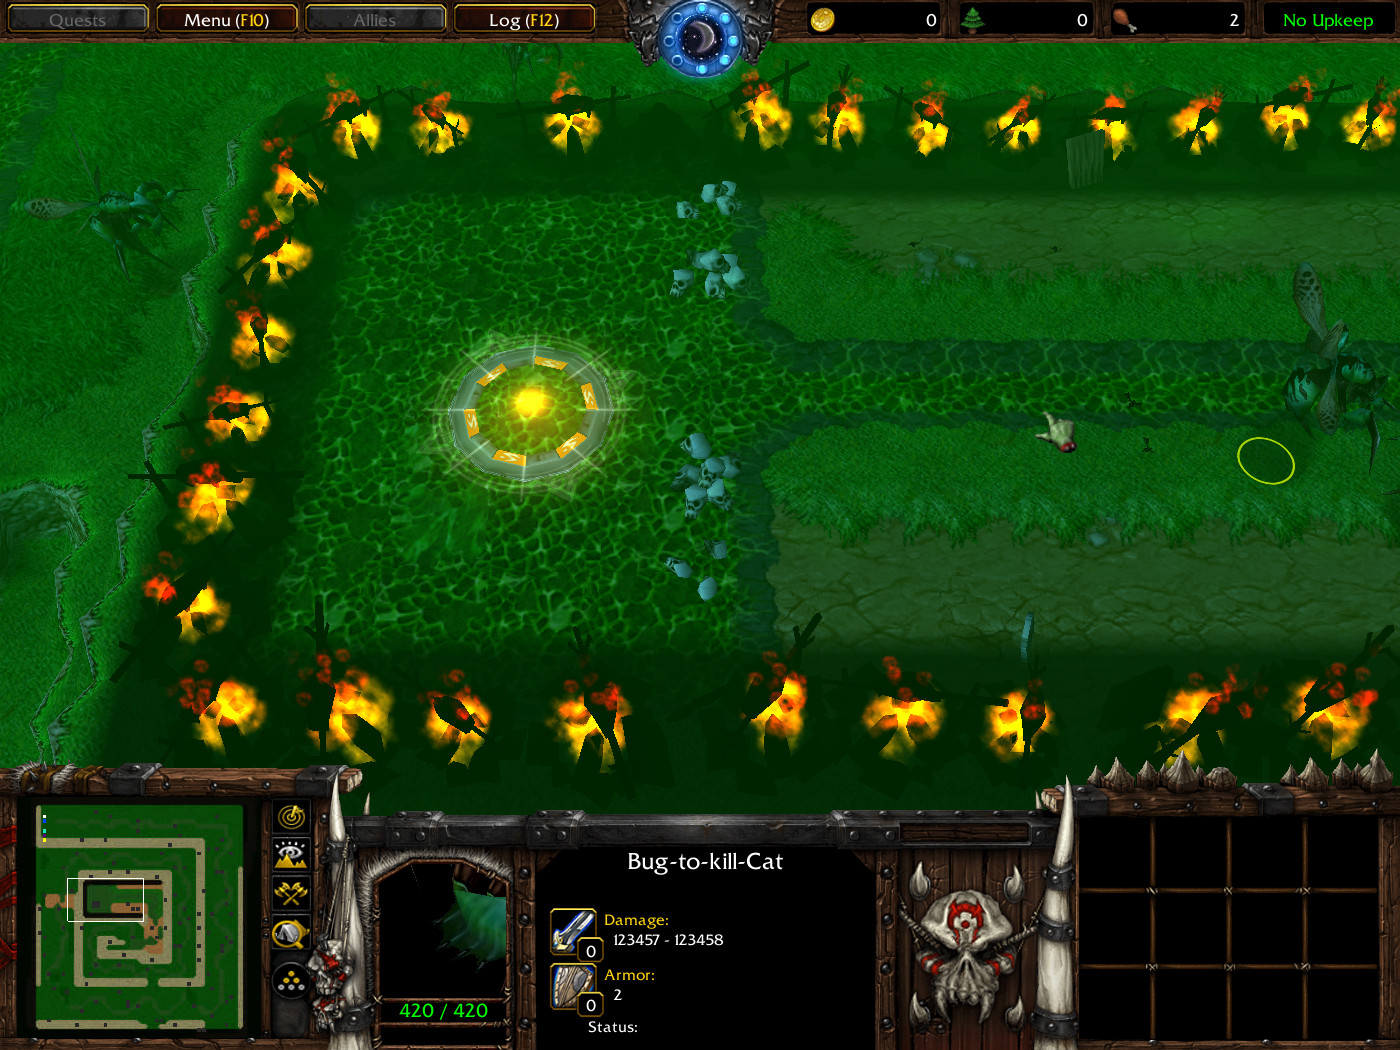 Quests Menu (F10) Allies Log (F12) 0 0 2 No Upkeep
Bug-to-kill-Cat
Damage:
123457 - 123458
0
Armor:
2
0
420 / 420
Status: